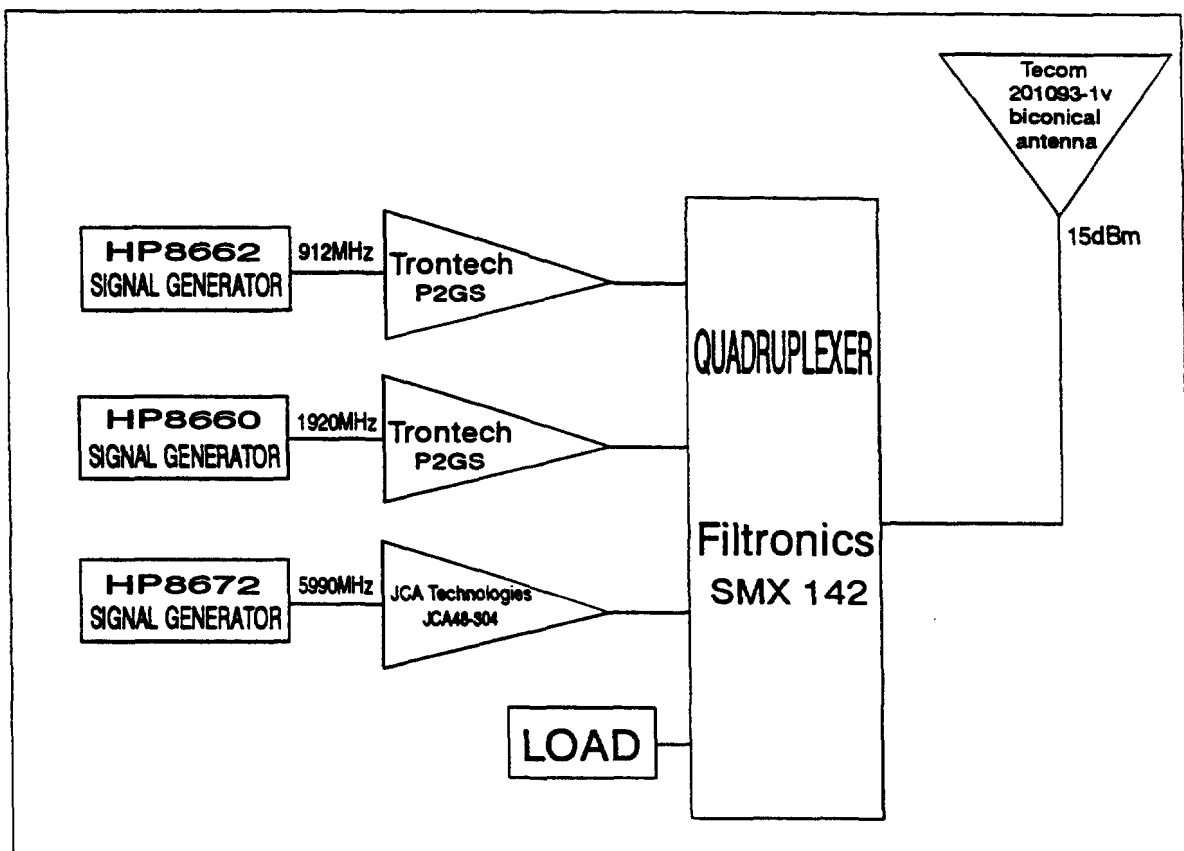 Tecom
201093-1v
biconical
antenna
15dBm
HP8662
SIGNAL GENERATOR
912MHz
Trontech
P2GS
HP8660
SIGNAL GENERATOR
1920MHz
Trontech
P2GS
HP8672
SIGNAL GENERATOR
5990MHz
JCA Technologies
JCA48-304
LOAD
QUADRUPLEXER
Filtronics
SMX 142